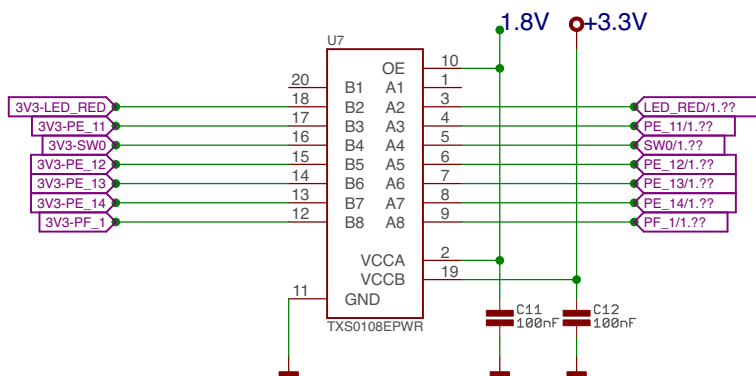 1.8V +3.3V
U7
OE 10
20 B1 A1 1
3V3-LED_RED 18 B2 A2 3 LED_RED/1.??
3V3-PE_11 17 B3 A3 4 PE_11/1.??
3V3-SW0 16 B4 A4 5 SW0/1.??
3V3-PE_12 15 B5 A5 6 PE_12/1.??
3V3-PE_13 14 B6 A6 7 PE_13/1.??
3V3-PE_14 13 B7 A7 8 PE_14/1.??
3V3-PF_1 12 B8 A8 9 PF_1/1.??
VCCA 2
VCCB 19
11 GND
C11 C12
100nF 100nF
TXS0108EPWR